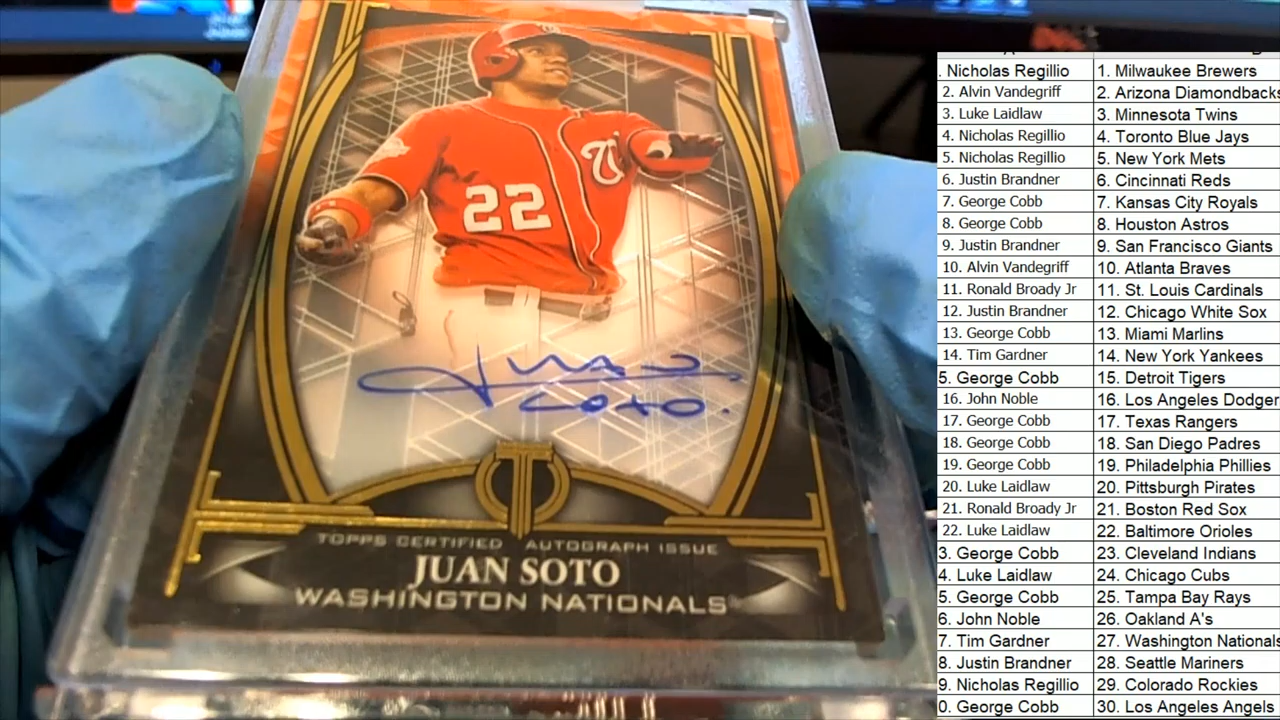 22
W
Juan
Soto.
T
TOPPS CERTIFIED AUTOGRAPH ISSUE
JUAN SOTO
WASHINGTON NATIONALS
. Nicholas Regillio 1. Milwaukee Brewers
2. Alvin Vandegriff 2. Arizona Diamondbacks
3. Luke Laidlaw 3. Minnesota Twins
4. Nicholas Regillio 4. Toronto Blue Jays
5. Nicholas Regillio 5. New York Mets
6. Justin Brandner 6. Cincinnati Reds
7. George Cobb 7. Kansas City Royals
8. George Cobb 8. Houston Astros
9. Justin Brandner 9. San Francisco Giants
10. Alvin Vandegriff 10. Atlanta Braves
11. Ronald Broady Jr 11. St. Louis Cardinals
12. Justin Brandner 12. Chicago White Sox
13. George Cobb 13. Miami Marlins
14. Tim Gardner 14. New York Yankees
5. George Cobb 15. Detroit Tigers
16. John Noble 16. Los Angeles Dodger
17. George Cobb 17. Texas Rangers
18. George Cobb 18. San Diego Padres
19. George Cobb 19. Philadelphia Phillies
20. Luke Laidlaw 20. Pittsburgh Pirates
21. Ronald Broady Jr 21. Boston Red Sox
22. Luke Laidlaw 22. Baltimore Orioles
3. George Cobb 23. Cleveland Indians
4. Luke Laidlaw 24. Chicago Cubs
5. George Cobb 25. Tampa Bay Rays
6. John Noble 26. Oakland A's
7. Tim Gardner 27. Washington Nationals
8. Justin Brandner 28. Seattle Mariners
9. Nicholas Regillio 29. Colorado Rockies
0. George Cobb 30. Los Angeles Angels